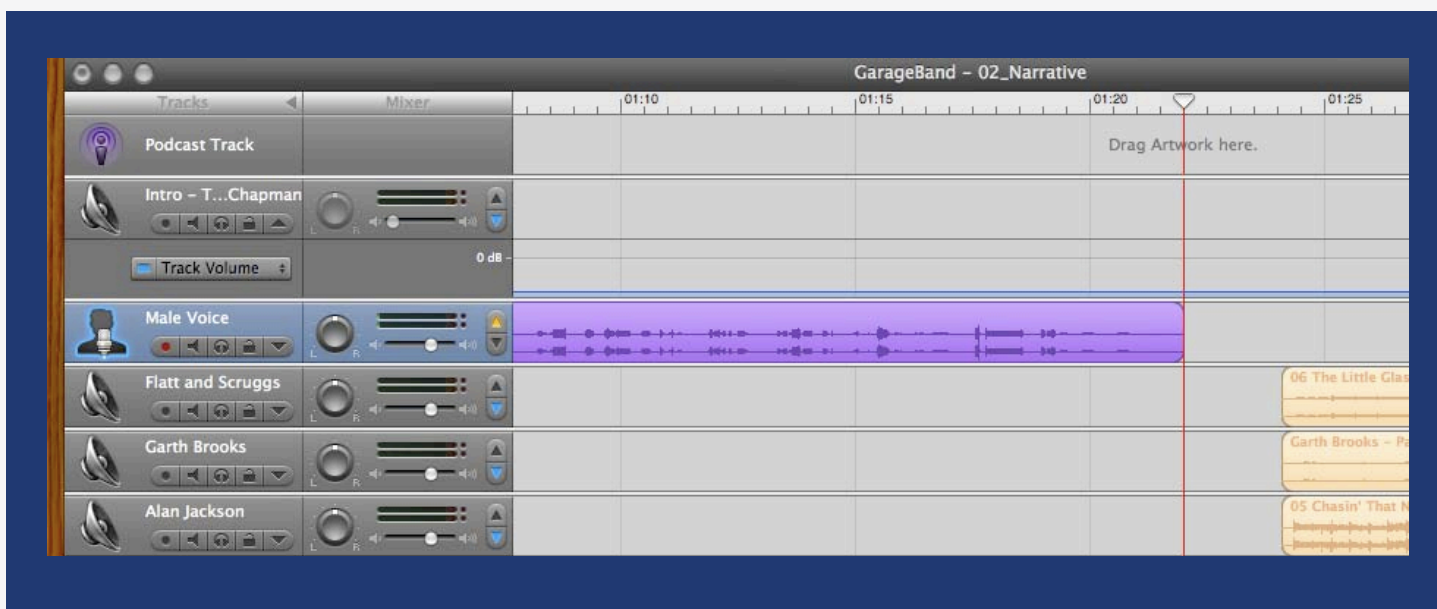 GarageBand - 02_Narrative
Tracks Mixer 01:10 01:15 01:20 01:25
Podcast Track Drag Artwork here.
Intro - T...Chapman
L R
Track Volume 0 dB
Male Voice
L R
Flatt and Scruggs 06 The Little Glas
L R
Garth Brooks Garth Brooks - Pa
L R
Alan Jackson 05 Chasin' That N
L R